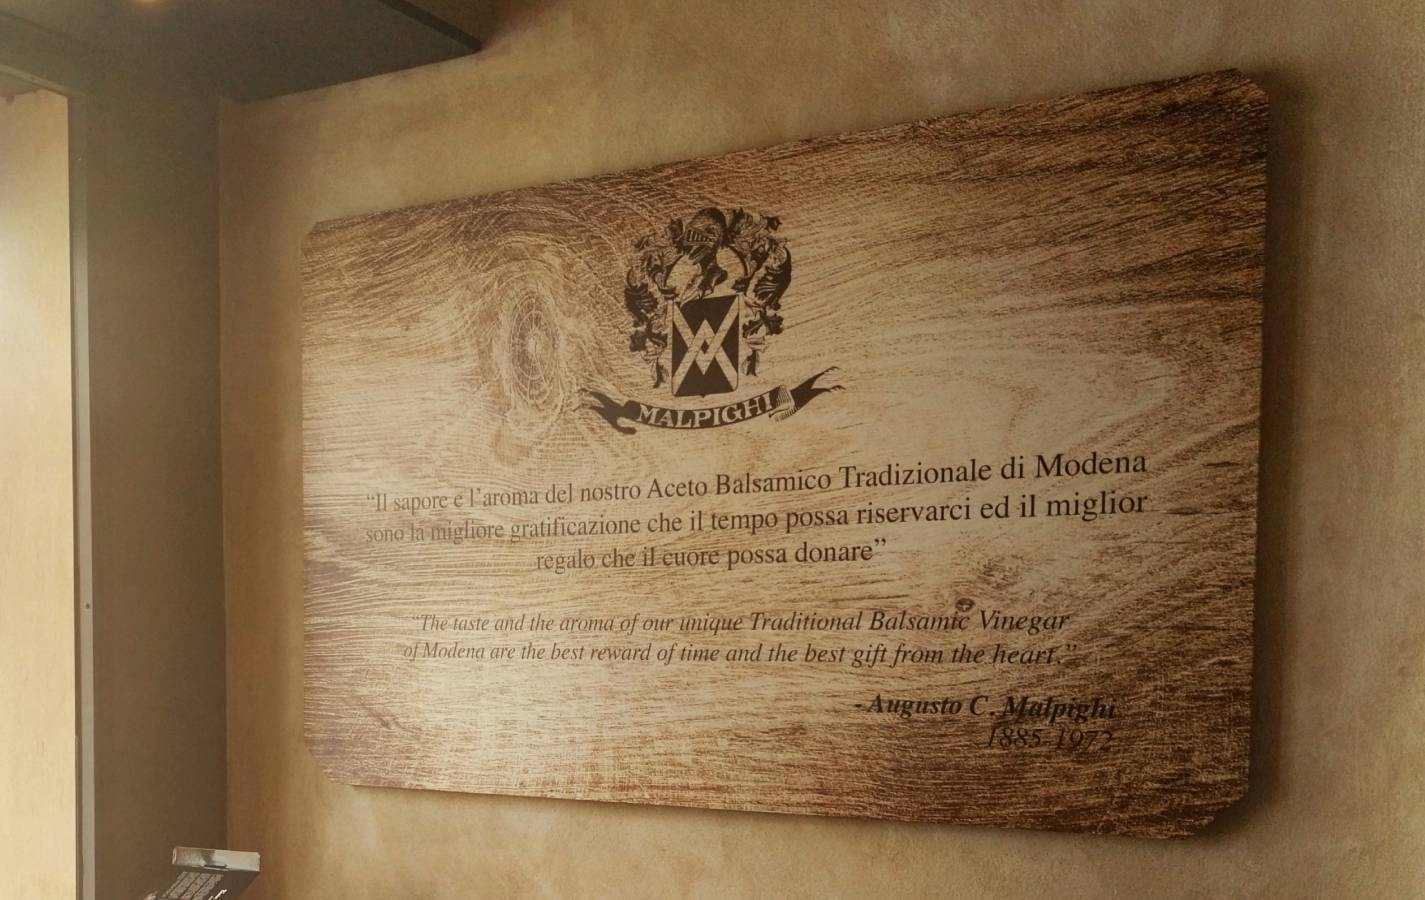 MALPIGHI
“Il sapore e l’aroma del nostro Aceto Balsamico Tradizionale di Modena
sono la migliore gratificazione che il tempo possa riservarci ed il miglior
regalo che il cuore possa donare”
“The taste and the aroma of our unique Traditional Balsamic Vinegar
of Modena are the best reward of time and the best gift from the heart.”
-Augusto C. Malpighi
1885-1972